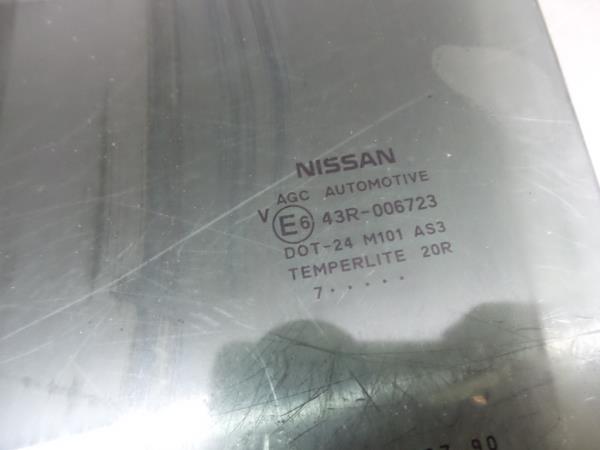 NISSAN
AGC AUTOMOTIVE
V E6 43R-006723
DOT-24 M101 AS3
TEMPERLITE 20R
7 · · · · ·